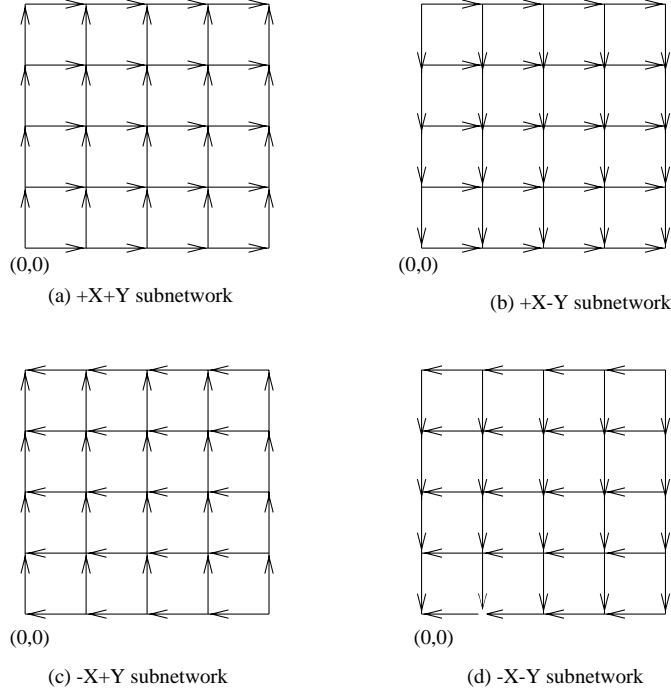 (0,0)
(0,0)
(a) +X+Y subnetwork
(b) +X-Y subnetwork
(0,0)
(0,0)
(c) -X+Y subnetwork
(d) -X-Y subnetwork